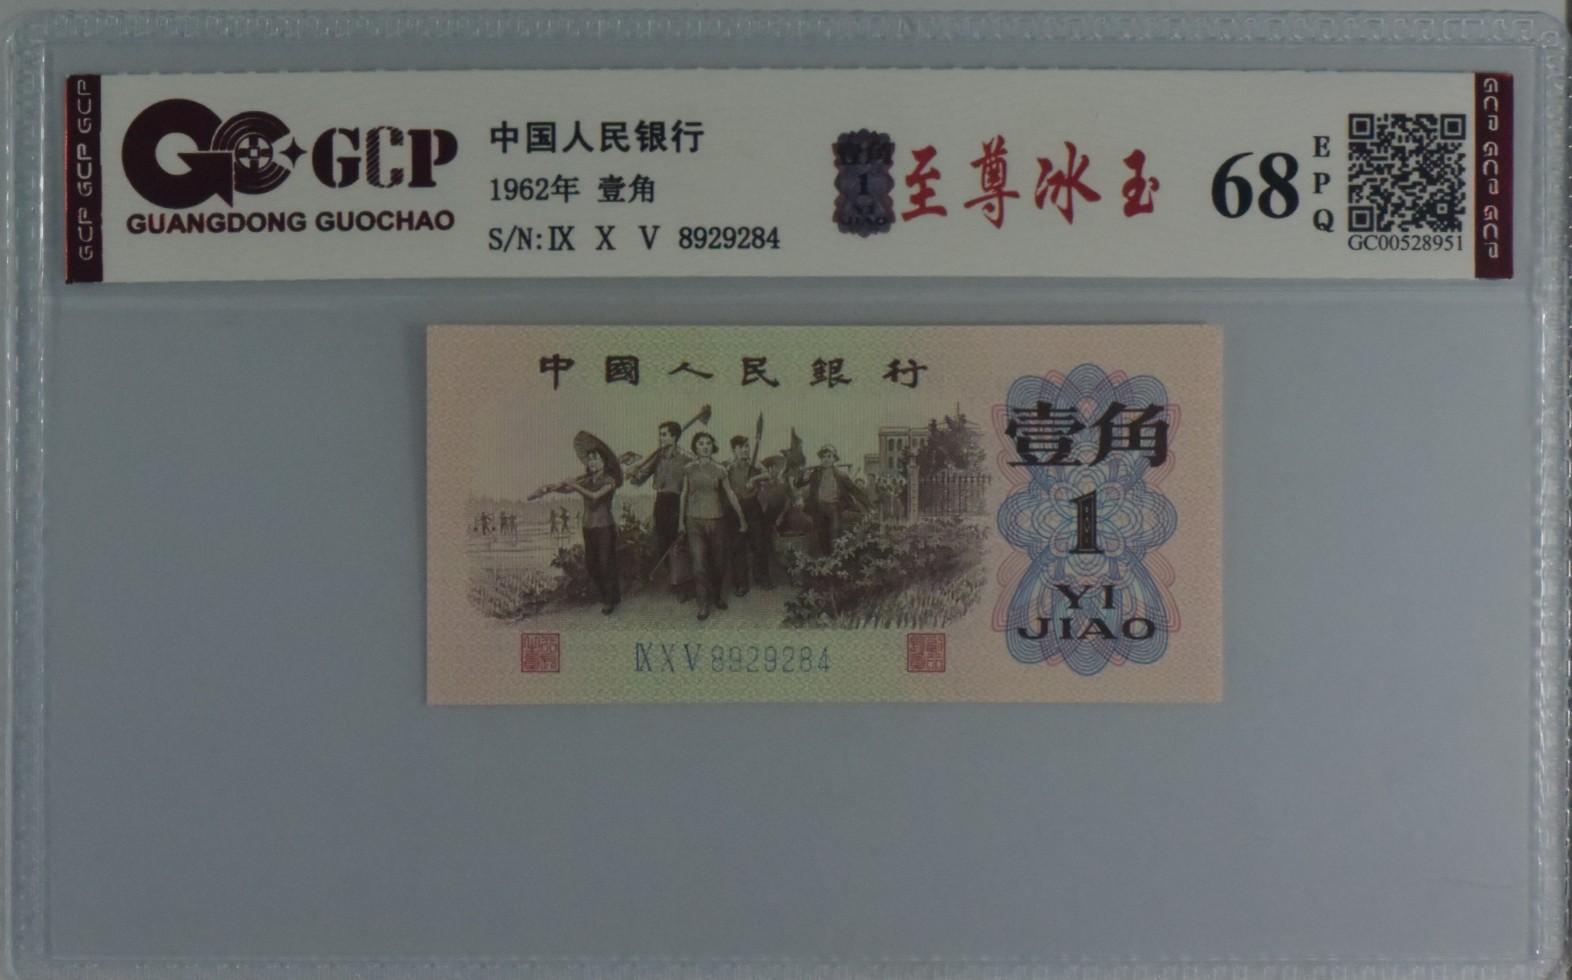 GCP GCP GCP
GCP
GUANGDONG GUOCHAO
中国人民银行
1962年 壹角
S/N:Ⅸ Ⅹ Ⅴ 8929284
1
至尊冰玉
68
EPQ
GC00528951
GCP GCP GCP
中國人民銀行
壹角
1
YI
JIAO
ⅨⅩⅤ8929284